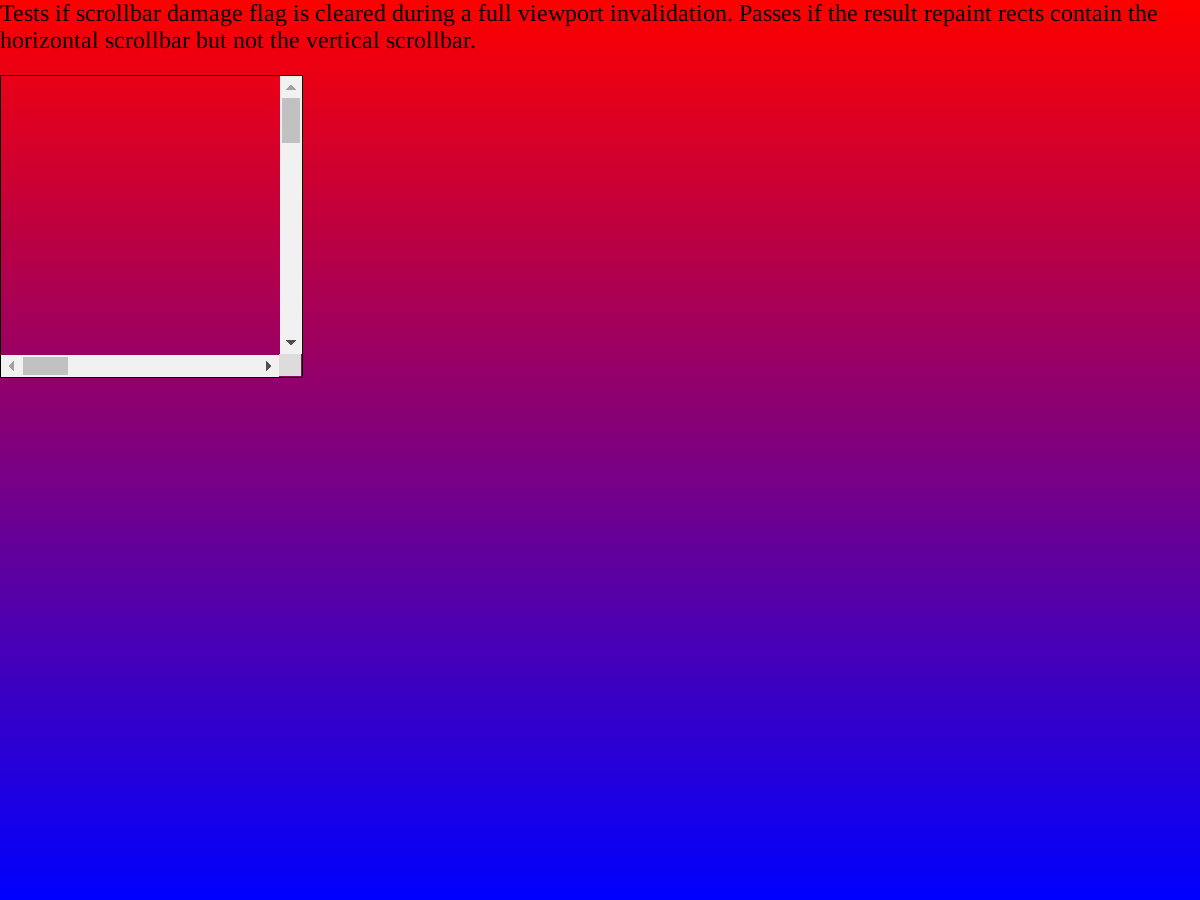 Tests if scrollbar damage flag is cleared during a full viewport invalidation. Passes if the result repaint rects contain the
horizontal scrollbar but not the vertical scrollbar.